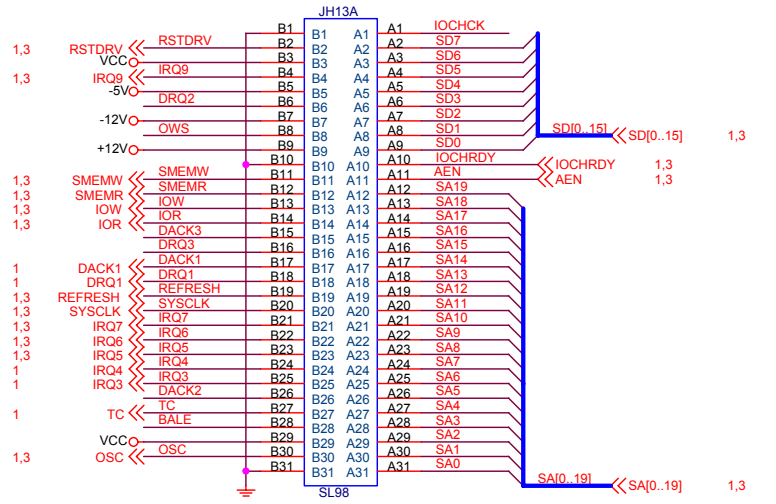 JH13A
B1 B1 A1 A1 IOCHCK
1,3 RSTDRV RSTDRV B2 B2 A2 A2 SD7
VCC B3 B3 A3 A3 SD6
1,3 IRQ9 IRQ9 B4 B4 A4 A4 SD5
-5V B5 B5 A5 A5 SD4
DRQ2 B6 B6 A6 A6 SD3
-12V B7 B7 A7 A7 SD2
OWS B8 B8 A8 A8 SD1 SD[0..15] SD[0..15] 1,3
+12V B9 B9 A9 A9 SD0
B10 B10 A10 A10 IOCHRDY IOCHRDY 1,3
1,3 SMEMW SMEMW B11 B11 A11 A11 AEN AEN 1,3
1,3 SMEMR SMEMR B12 B12 A12 A12 SA19
1,3 IOW IOW B13 B13 A13 A13 SA18
1,3 IOR IOR B14 B14 A14 A14 SA17
DACK3 B15 B15 A15 A15 SA16
DRQ3 B16 B16 A16 A16 SA15
1 DACK1 DACK1 B17 B17 A17 A17 SA14
1 DRQ1 DRQ1 B18 B18 A18 A18 SA13
1,3 REFRESH REFRESH B19 B19 A19 A19 SA12
1,3 SYSCLK SYSCLK B20 B20 A20 A20 SA11
1,3 IRQ7 IRQ7 B21 B21 A21 A21 SA10
1,3 IRQ6 IRQ6 B22 B22 A22 A22 SA9
1,3 IRQ5 IRQ5 B23 B23 A23 A23 SA8
1 IRQ4 IRQ4 B24 B24 A24 A24 SA7
1 IRQ3 IRQ3 B25 B25 A25 A25 SA6
DACK2 B26 B26 A26 A26 SA5
1 TC TC B27 B27 A27 A27 SA4
BALE B28 B28 A28 A28 SA3
VCC B29 B29 A29 A29 SA2
1,3 OSC OSC B30 B30 A30 A30 SA1
B31 B31 A31 A31 SA0
SA[0..19] SA[0..19] 1,3
SL98